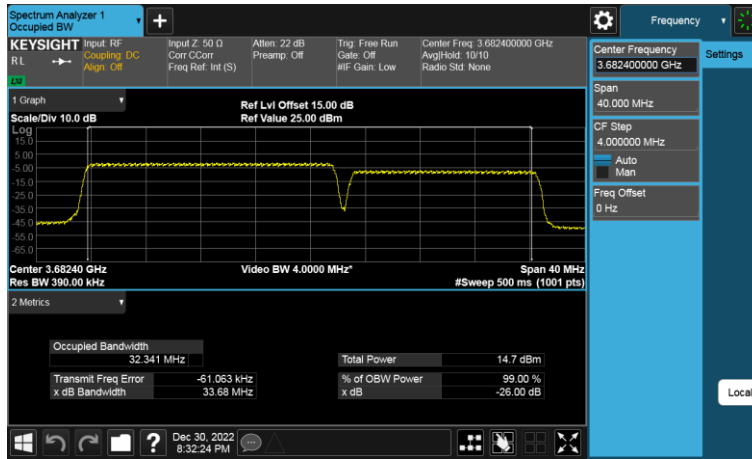 Spectrum Analyzer 1
Occupied BW
Frequency
KEYSIGHT
RL
LXI
Input: RF
Coupling: DC
Align: Off
Input Z: 50 Ω
Corr CCorr
Freq Ref: Int (S)
Atten: 22 dB
Preamp: Off
Trig: Free Run
Gate: Off
#IF Gain: Low
Center Freq: 3.682400000 GHz
Avg|Hold: 10/10
Radio Std: None
Center Frequency
3.682400000 GHz
Settings
Span
40.000 MHz
CF Step
4.000000 MHz
Auto
Man
Freq Offset
0 Hz
Local
1 Graph
Scale/Div 10.0 dB
Ref Lvl Offset 15.00 dB
Ref Value 25.00 dBm
Log
15.0
5.00
-5.00
-15.0
-25.0
-35.0
-45.0
-55.0
-65.0
Center 3.68240 GHz
Res BW 390.00 kHz
Video BW 4.0000 MHz*
Span 40 MHz
#Sweep 500 ms (1001 pts)
2 Metrics
Occupied Bandwidth
32.341 MHz
Total Power 14.7 dBm
Transmit Freq Error -61.063 kHz
% of OBW Power 99.00 %
x dB Bandwidth 33.68 MHz
x dB -26.00 dB
?
Dec 30, 2022
8:32:24 PM